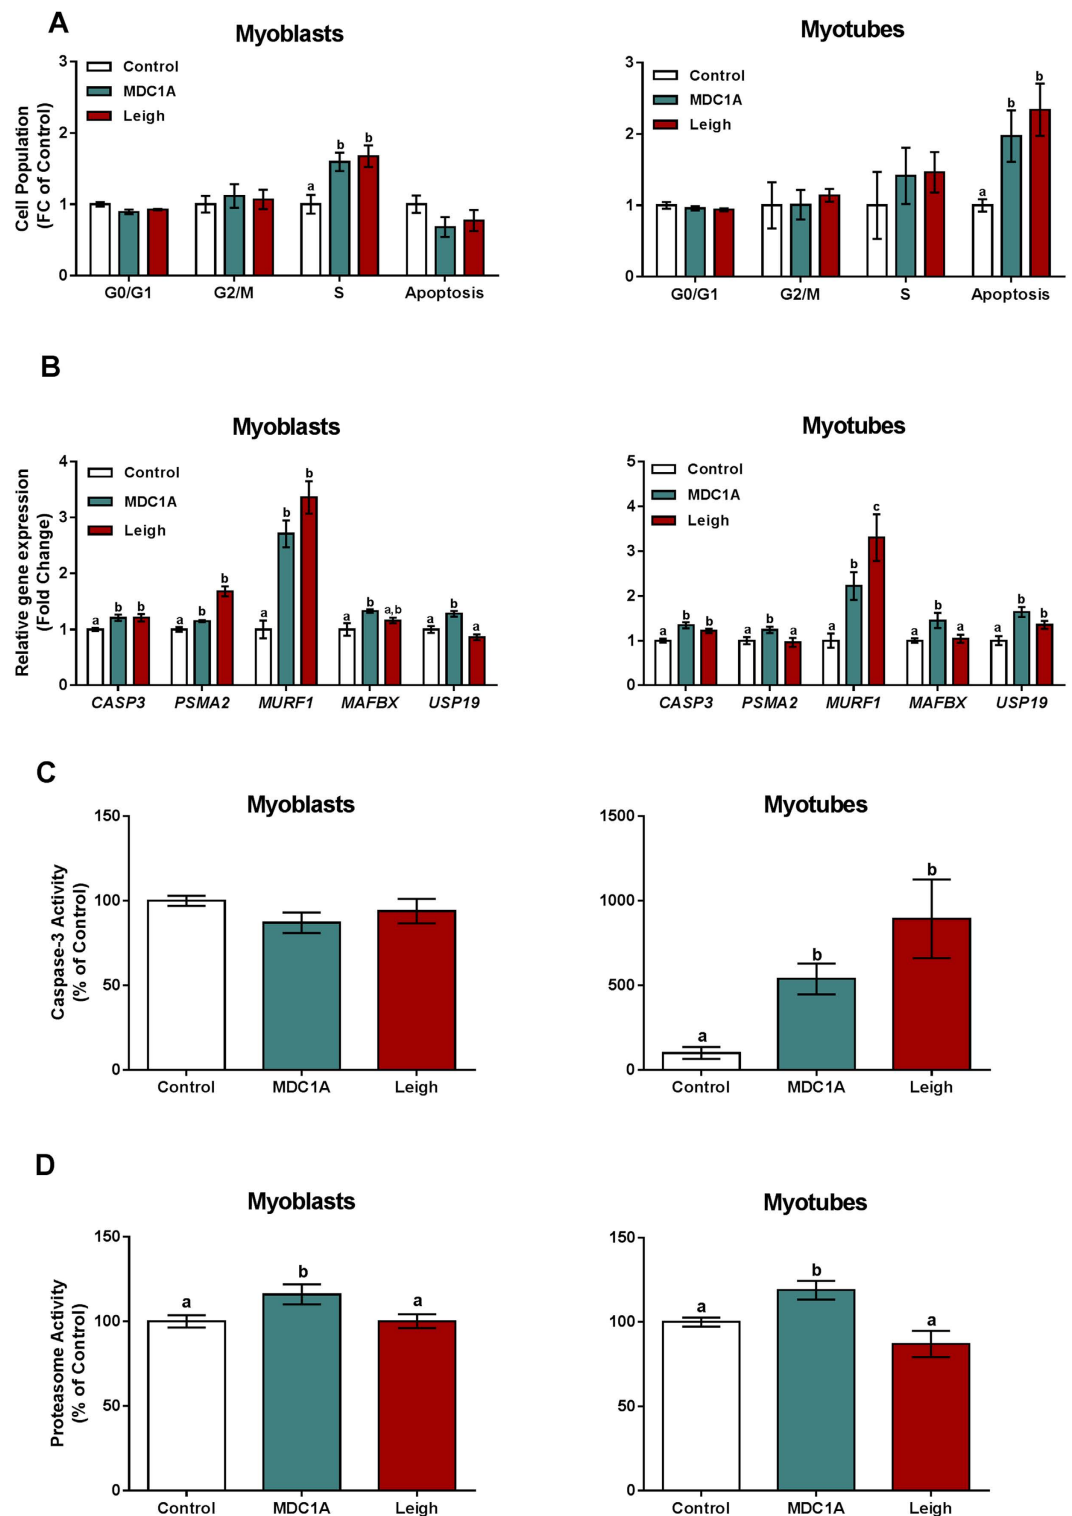 A
Myoblasts
Cell Population
(FC of Control)
3
2
1
0
Control
MDC1A
Leigh
a
b
b
G0/G1
G2/M
S
Apoptosis
Myotubes
3
2
1
0
Control
MDC1A
Leigh
a
b
b
G0/G1
G2/M
S
Apoptosis
B
Myoblasts
Relative gene expression
(Fold Change)
4
3
2
1
0
Control
MDC1A
Leigh
a b b
a b b
a b b
a b a,b
a b a
CASP3
PSMA2
MURF1
MAFBX
USP19
Myotubes
5
4
3
2
1
0
Control
MDC1A
Leigh
a b b
a b a
a b c
a b a
a b b
CASP3
PSMA2
MURF1
MAFBX
USP19
C
Myoblasts
Caspase-3 Activity
(% of Control)
150
100
50
0
Control
MDC1A
Leigh
Myotubes
1500
1000
500
0
a
b
b
Control
MDC1A
Leigh
D
Myoblasts
Proteasome Activity
(% of Control)
150
100
50
0
a
b
a
Control
MDC1A
Leigh
Myotubes
150
100
50
0
a
b
a
Control
MDC1A
Leigh